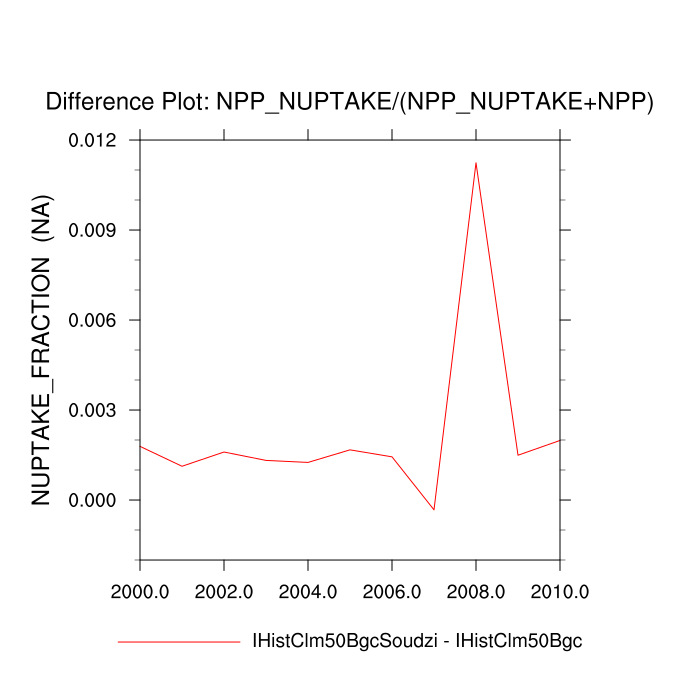 Difference Plot: NPP_NUPTAKE/(NPP_NUPTAKE+NPP)
0.012
0.009
0.006
0.003
0.000
NUPTAKE_FRACTION (NA)
2000.0 2002.0 2004.0 2006.0 2008.0 2010.0
IHistClm50BgcSoudzi - IHistClm50Bgc